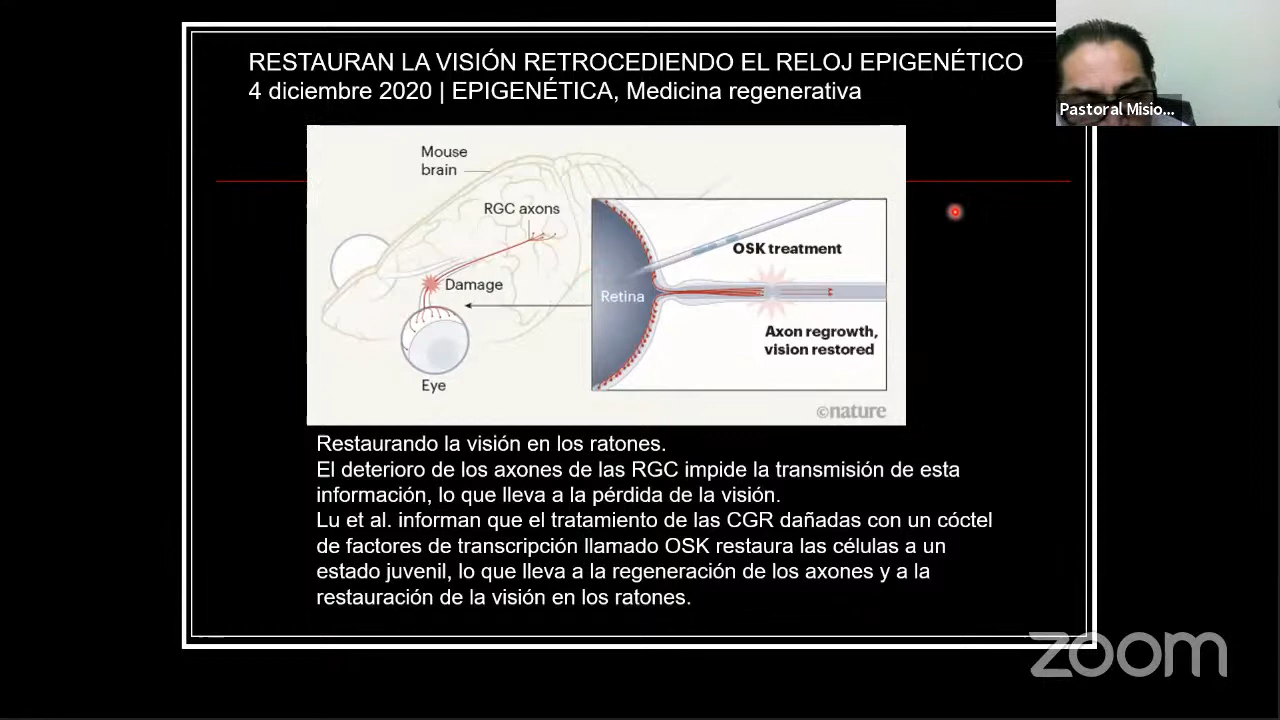 RESTAURAN LA VISIÓN RETROCEDIENDO EL RELOJ EPIGENÉTICO
4 diciembre 2020 | EPIGENÉTICA, Medicina regenerativa
Pastoral Misio...
Mouse
brain
RGC axons
Damage
Eye
Retina
OSK treatment
Axon regrowth,
vision restored
©nature
Restaurando la visión en los ratones.
El deterioro de los axones de las RGC impide la transmisión de esta
información, lo que lleva a la pérdida de la visión.
Lu et al. informan que el tratamiento de las CGR dañadas con un cóctel
de factores de transcripción llamado OSK restaura las células a un
estado juvenil, lo que lleva a la regeneración de los axones y a la
restauración de la visión en los ratones.
zoom